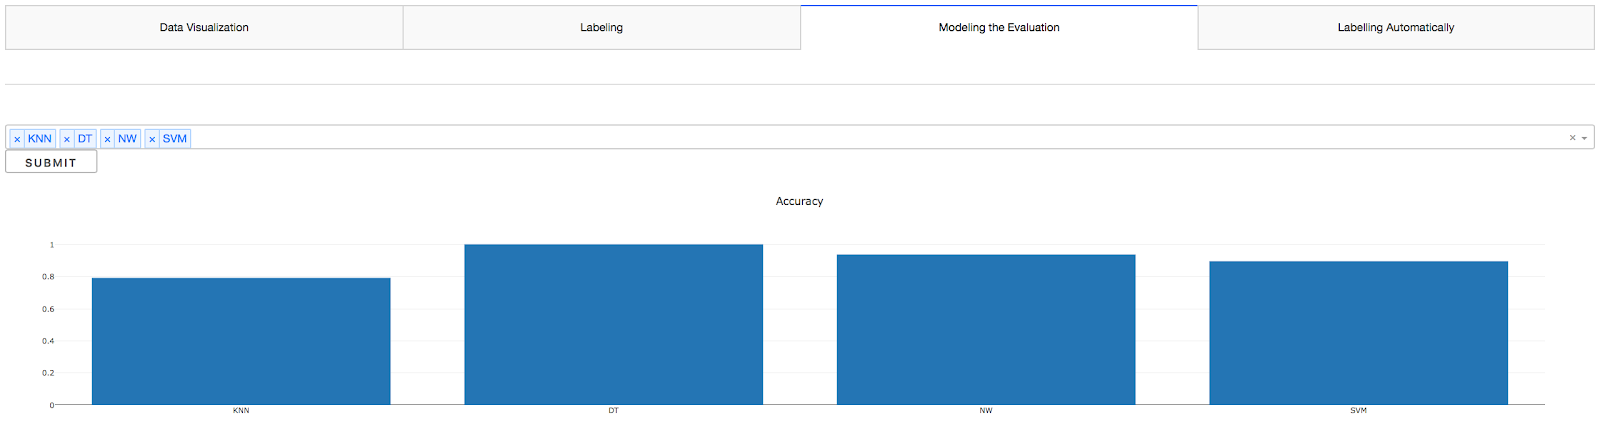 Data Visualization Labeling Modeling the Evaluation Labelling Automatically
× KNN × DT × NW × SVM ×
SUBMIT
Accuracy
1
0.8
0.6
0.4
0.2
0
KNN DT NW SVM